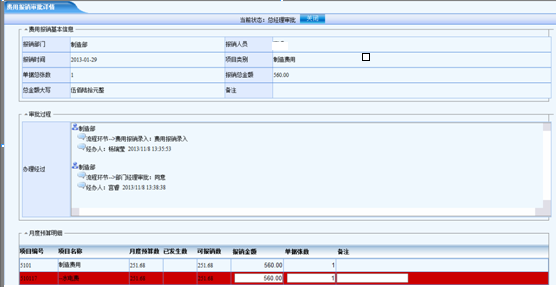 费用报销审批详情
当前状态：总经理审批 关闭
费用报销基本信息
报销部门 制造部 报销人员
报销时间 2013-01-29 项目类别 制造费用
单据总张数 1 报销总金额 560.00
总金额大写 伍佰陆拾元整 备注
审批过程
办理经过
制造部
流程环节-->费用报销录入：费用报销录入
经办人：杨瑞莹 2013/11/8 13:35:53
制造部
流程环节-->部门经理审批：同意
经办人：宫睿 2013/11/8 13:38:38
月度预算明细
项目编号 项目名称 月度预算数 已发生数 可报销数 报销金额 单据张数 备注
5101 制造费用 251.68 251.68 560.00 1
560.00 1